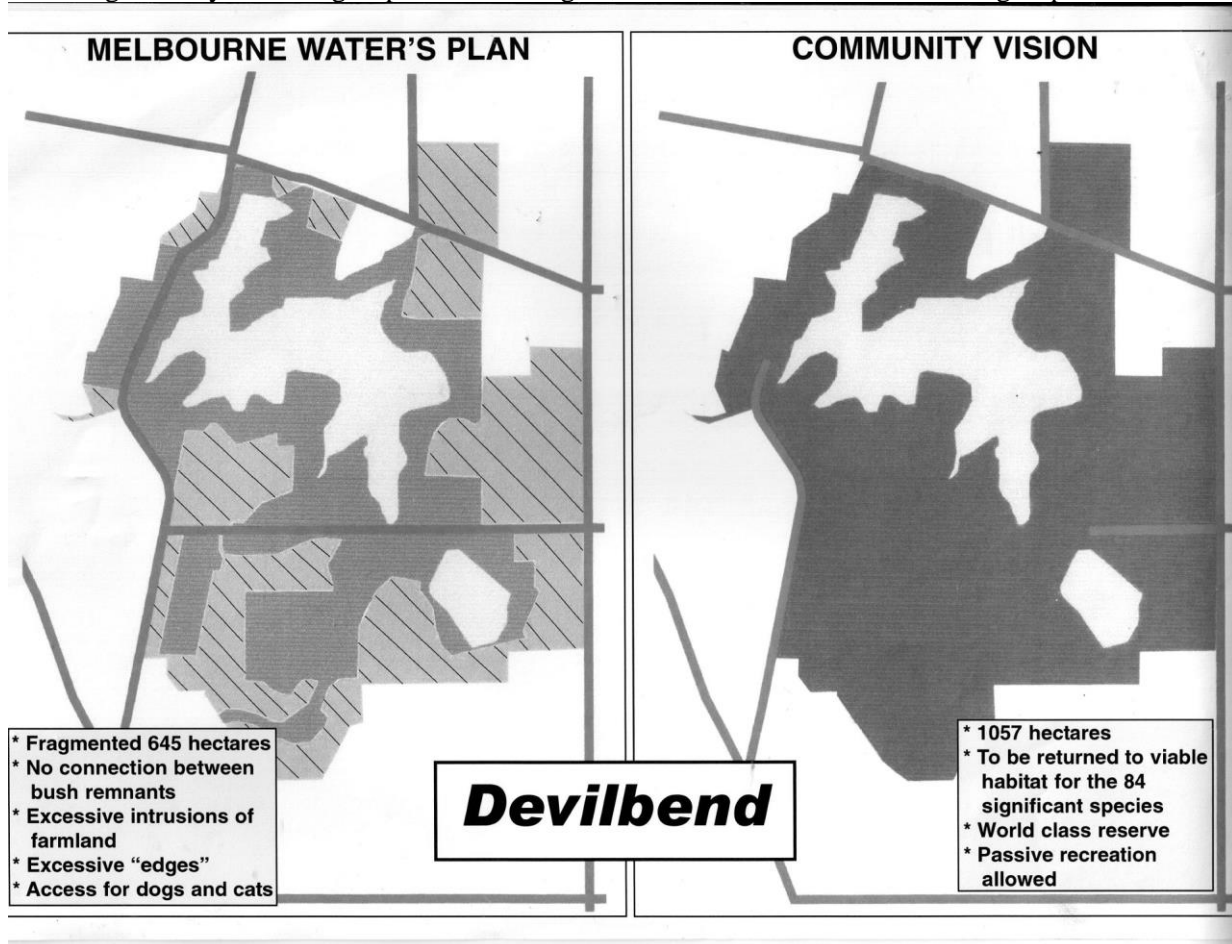 MELBOURNE WATER'S PLAN
* Fragmented 645 hectares
* No connection between
bush remnants
* Excessive intrusions of
farmland
* Excessive “edges”
* Access for dogs and cats
Devilbend
COMMUNITY VISION
* 1057 hectares
* To be returned to viable
habitat for the 84
significant species
* World class reserve
* Passive recreation
allowed